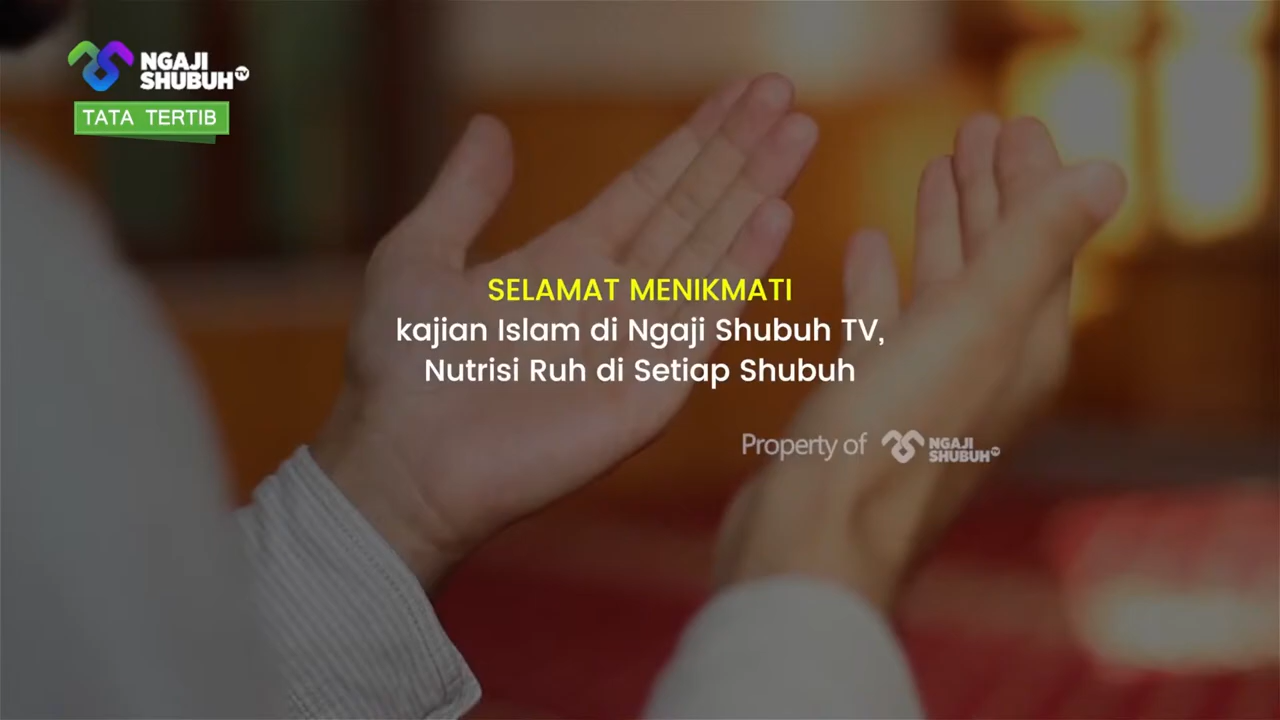 NGAJI
SHUBUH TV
TATA TERTIB
SELAMAT MENIKMATI
kajian Islam di Ngaji Shubuh TV,
Nutrisi Ruh di Setiap Shubuh
Property of NGAJI
SHUBUH TV